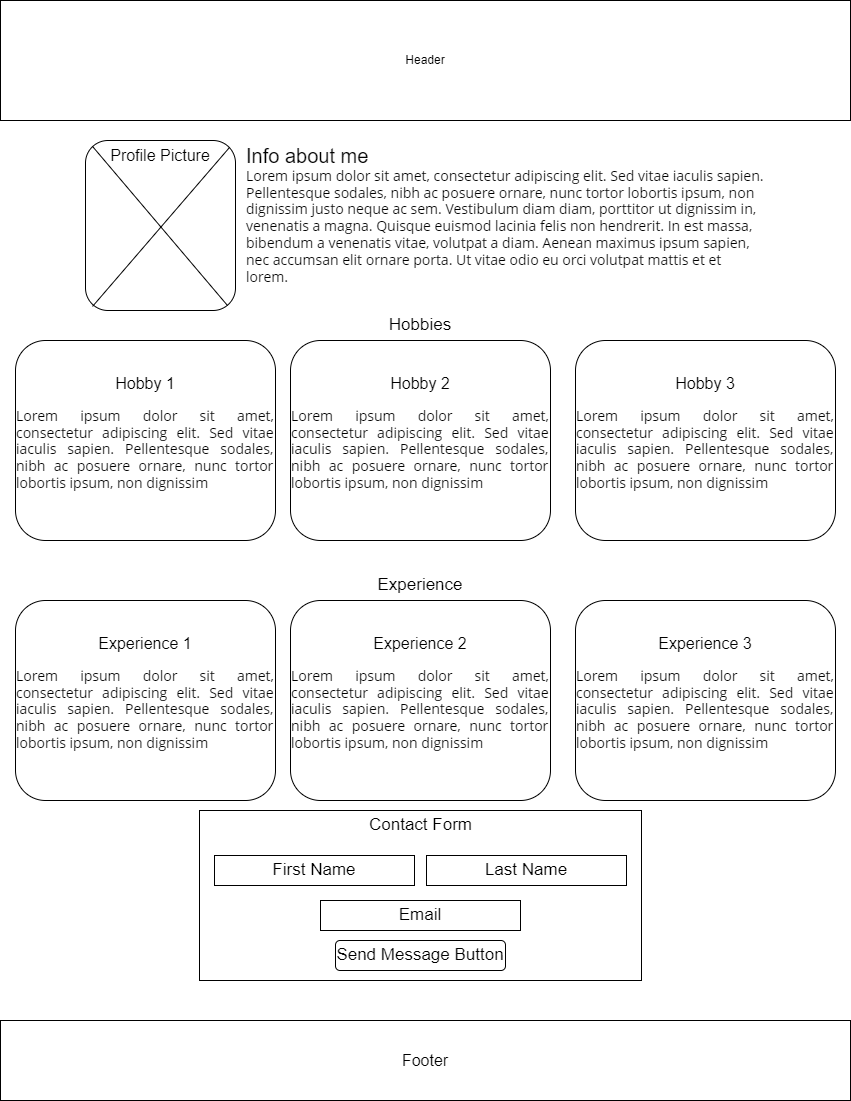 Header
Profile Picture
Info about me
Lorem ipsum dolor sit amet, consectetur adipiscing elit. Sed vitae iaculis sapien.
Pellentesque sodales, nibh ac posuere ornare, nunc tortor lobortis ipsum, non
dignissim justo neque ac sem. Vestibulum diam diam, porttitor ut dignissim in,
venenatis a magna. Quisque euismod lacinia felis non hendrerit. In est massa,
bibendum a venenatis vitae, volutpat a diam. Aenean maximus ipsum sapien,
nec accumsan elit ornare porta. Ut vitae odio eu orci volutpat mattis et et
lorem.
Hobbies
Hobby 1
Lorem ipsum dolor sit amet,
consectetur adipiscing elit. Sed vitae
iaculis sapien. Pellentesque sodales,
nibh ac posuere ornare, nunc tortor
lobortis ipsum, non dignissim
Hobby 2
Lorem ipsum dolor sit amet,
consectetur adipiscing elit. Sed vitae
iaculis sapien. Pellentesque sodales,
nibh ac posuere ornare, nunc tortor
lobortis ipsum, non dignissim
Hobby 3
Lorem ipsum dolor sit amet,
consectetur adipiscing elit. Sed vitae
iaculis sapien. Pellentesque sodales,
nibh ac posuere ornare, nunc tortor
lobortis ipsum, non dignissim
Experience
Experience 1
Lorem ipsum dolor sit amet,
consectetur adipiscing elit. Sed vitae
iaculis sapien. Pellentesque sodales,
nibh ac posuere ornare, nunc tortor
lobortis ipsum, non dignissim
Experience 2
Lorem ipsum dolor sit amet,
consectetur adipiscing elit. Sed vitae
iaculis sapien. Pellentesque sodales,
nibh ac posuere ornare, nunc tortor
lobortis ipsum, non dignissim
Experience 3
Lorem ipsum dolor sit amet,
consectetur adipiscing elit. Sed vitae
iaculis sapien. Pellentesque sodales,
nibh ac posuere ornare, nunc tortor
lobortis ipsum, non dignissim
Contact Form
First Name
Last Name
Email
Send Message Button
Footer